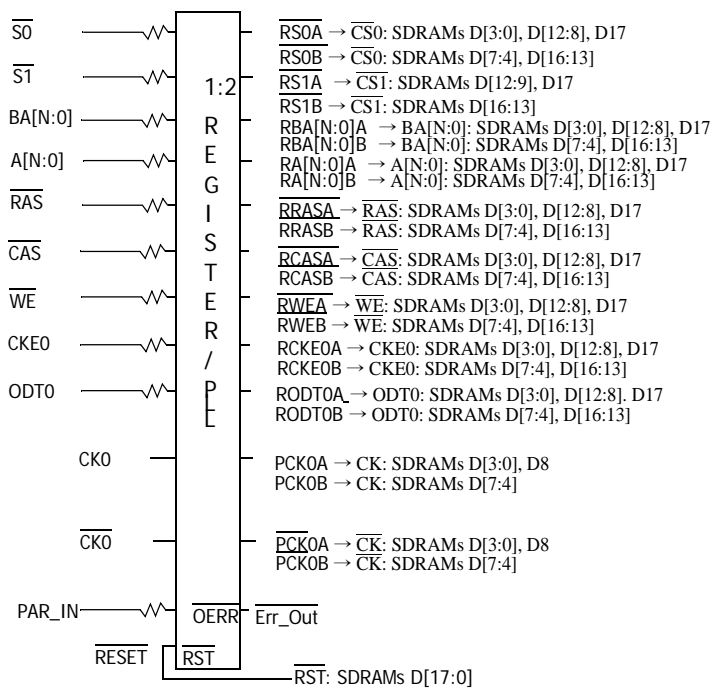 S0
RS0A → CS0: SDRAMs D[3:0], D[12:8], D17
RS0B → CS0: SDRAMs D[7:4], D[16:13]
S1
RS1A → CS1: SDRAMs D[12:9], D17
1:2
RS1B → CS1: SDRAMs D[16:13]
BA[N:0]
RBA[N:0]A → BA[N:0]: SDRAMs D[3:0], D[12:8], D17
RBA[N:0]B → BA[N:0]: SDRAMs D[7:4], D[16:13]
A[N:0]
RA[N:0]A → A[N:0]: SDRAMs D[3:0], D[12:8], D17
RA[N:0]B → A[N:0]: SDRAMs D[7:4], D[16:13]
REGISTER/PLL
RAS
RRASA → RAS: SDRAMs D[3:0], D[12:8], D17
RRASB → RAS: SDRAMs D[7:4], D[16:13]
CAS
RCASA → CAS: SDRAMs D[3:0], D[12:8], D17
RCASB → CAS: SDRAMs D[7:4], D[16:13]
WE
RWEA → WE: SDRAMs D[3:0], D[12:8], D17
RWEB → WE: SDRAMs D[7:4], D[16:13]
CKE0
RCKE0A → CKE0: SDRAMs D[3:0], D[12:8], D17
RCKE0B → CKE0: SDRAMs D[7:4], D[16:13]
ODT0
RODT0A → ODT0: SDRAMs D[3:0], D[12:8]. D17
RODT0B → ODT0: SDRAMs D[7:4], D[16:13]
CK0
PCK0A → CK: SDRAMs D[3:0], D8
PCK0B → CK: SDRAMs D[7:4]
CK0
PCK0A → CK: SDRAMs D[3:0], D8
PCK0B → CK: SDRAMs D[7:4]
PAR_IN
OERR
Err_Out
RESET
RST
RST: SDRAMs D[17:0]